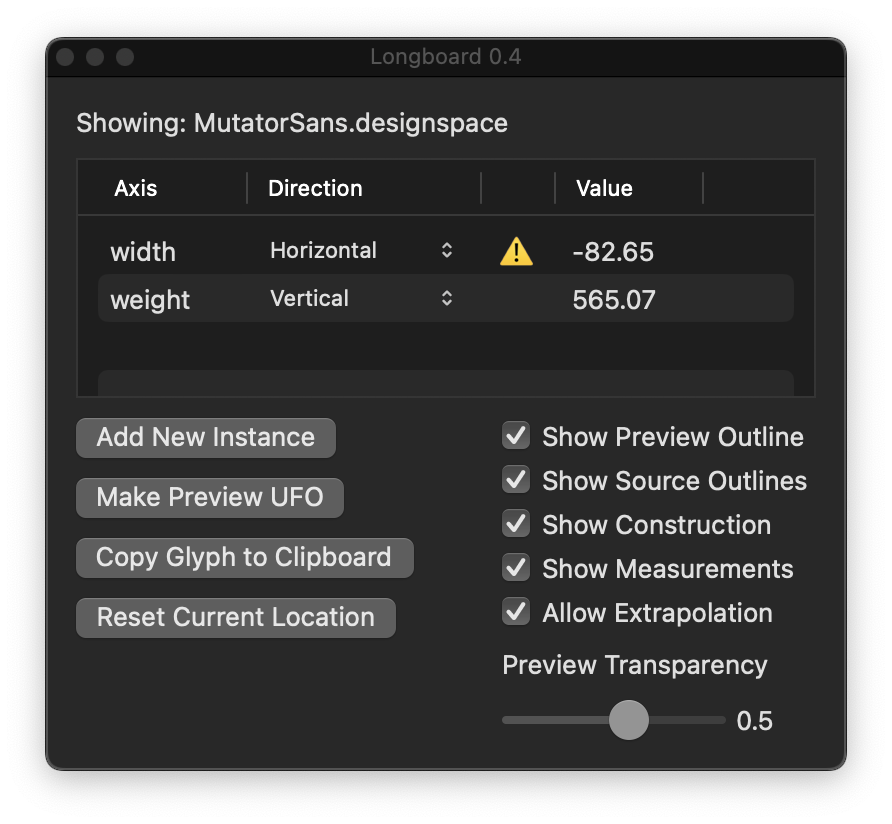 Longboard 0.4
Showing: MutatorSans.designspace
Axis Direction Value
width Horizontal -82.65
weight Vertical 565.07
Add New Instance
Make Preview UFO
Copy Glyph to Clipboard
Reset Current Location
Show Preview Outline
Show Source Outlines
Show Construction
Show Measurements
Allow Extrapolation
Preview Transparency
0.5